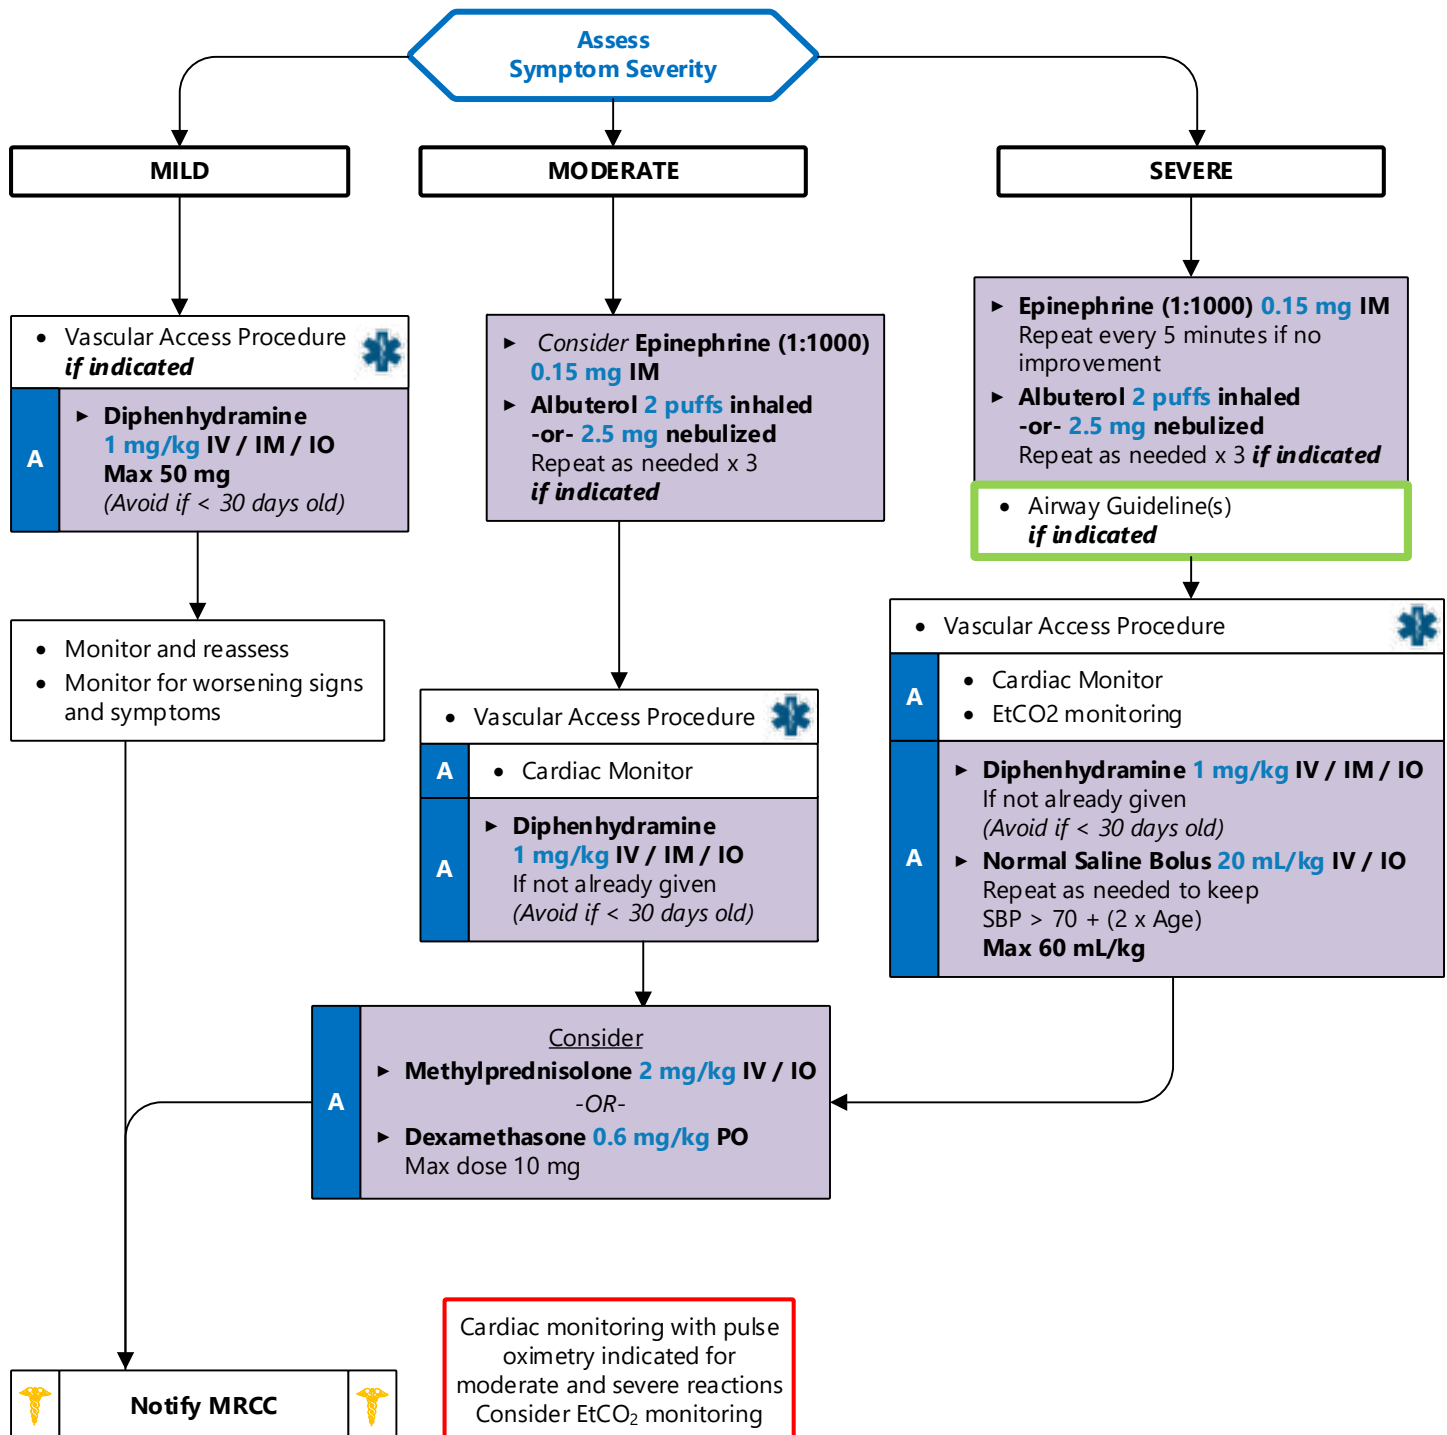 Assess
Symptom Severity
MILD
MODERATE
SEVERE
• Vascular Access Procedure
if indicated
A
► Diphenhydramine
1 mg/kg IV / IM / IO
Max 50 mg
(Avoid if < 30 days old)
• Monitor and reassess
• Monitor for worsening signs
and symptoms
► Consider Epinephrine (1:1000)
0.15 mg IM
► Albuterol 2 puffs inhaled
-or- 2.5 mg nebulized
Repeat as needed x 3
if indicated
• Vascular Access Procedure
A
• Cardiac Monitor
A
► Diphenhydramine
1 mg/kg IV / IM / IO
If not already given
(Avoid if < 30 days old)
► Epinephrine (1:1000) 0.15 mg IM
Repeat every 5 minutes if no
improvement
► Albuterol 2 puffs inhaled
-or- 2.5 mg nebulized
Repeat as needed x 3 if indicated
• Airway Guideline(s)
if indicated
• Vascular Access Procedure
A
• Cardiac Monitor
• EtCO2 monitoring
A
► Diphenhydramine 1 mg/kg IV / IM / IO
If not already given
(Avoid if < 30 days old)
► Normal Saline Bolus 20 mL/kg IV / IO
Repeat as needed to keep
SBP > 70 + (2 x Age)
Max 60 mL/kg
A
Consider
► Methylprednisolone 2 mg/kg IV / IO
-OR-
► Dexamethasone 0.6 mg/kg PO
Max dose 10 mg
Notify MRCC
Cardiac monitoring with pulse
oximetry indicated for
moderate and severe reactions
Consider EtCO₂ monitoring